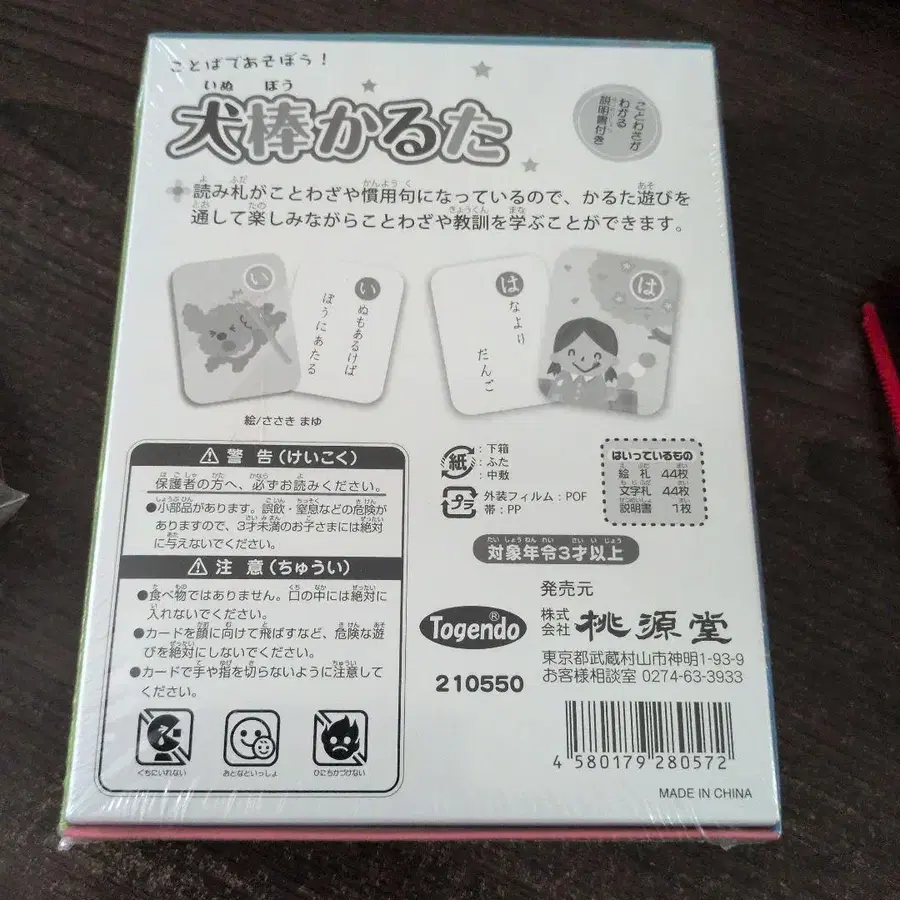 ことばであそぼう！
いぬ ぼう
犬棒かるた
ことわざが
わかる
説明書付き
読み札がことわざや慣用句になっているので、かるた遊びを
通して楽しみながらことわざや教訓を学ぶことができます。
い
い
ぬもあるけば
ぼうにあたる
は
なより
だんご
は
絵/ささき まゆ
⚠ 警告(けいこく)
保護者の方へ、必ずお読みください。
●小部品があります。誤飲・窒息などの危険が
ありますので、3才未満のお子さまには絶対
に与えないでください。
⚠ 注意(ちゅうい)
●食べ物ではありません。口の中には絶対に
入れないでください。
●カードを顔に向けて飛ばすなど、危険な遊
びを絶対にしないでください。
●カードで手や指を切らないように注意して
ください。
くちにいれない
おとなといっしょ
ひにちかづけない
紙
：下箱
：ふた
：中敷
プラ
外装フィルム：POF
帯：PP
はいっているもの
絵札 44枚
文字札 44枚
説明書 1枚
対象年令3才以上
発売元
Togendo®
株式会社 桃源堂
210550
東京都武蔵村山市神明1-93-9
お客様相談室 0274-63-3933
4 580179 280572
MADE IN CHINA